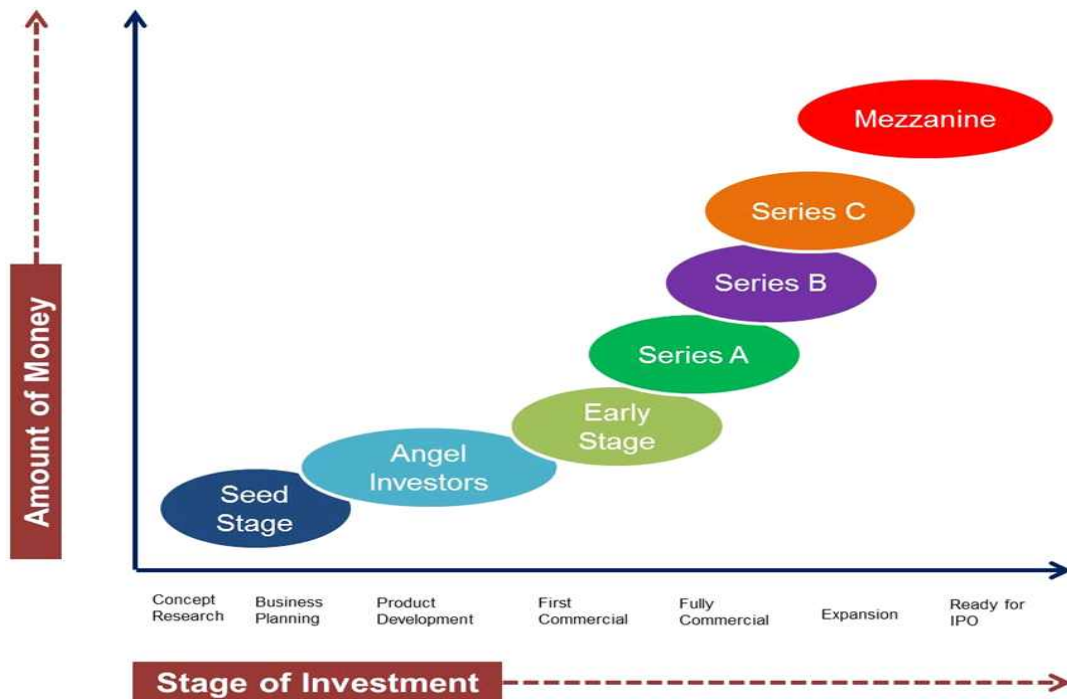 Mezzanine
Series C
Series B
Series A
Early
Stage
Angel
Investors
Seed
Stage
Amount of Money
Concept
Research
Business
Planning
Product
Development
First
Commercial
Fully
Commercial
Expansion
Ready for
IPO
Stage of Investment